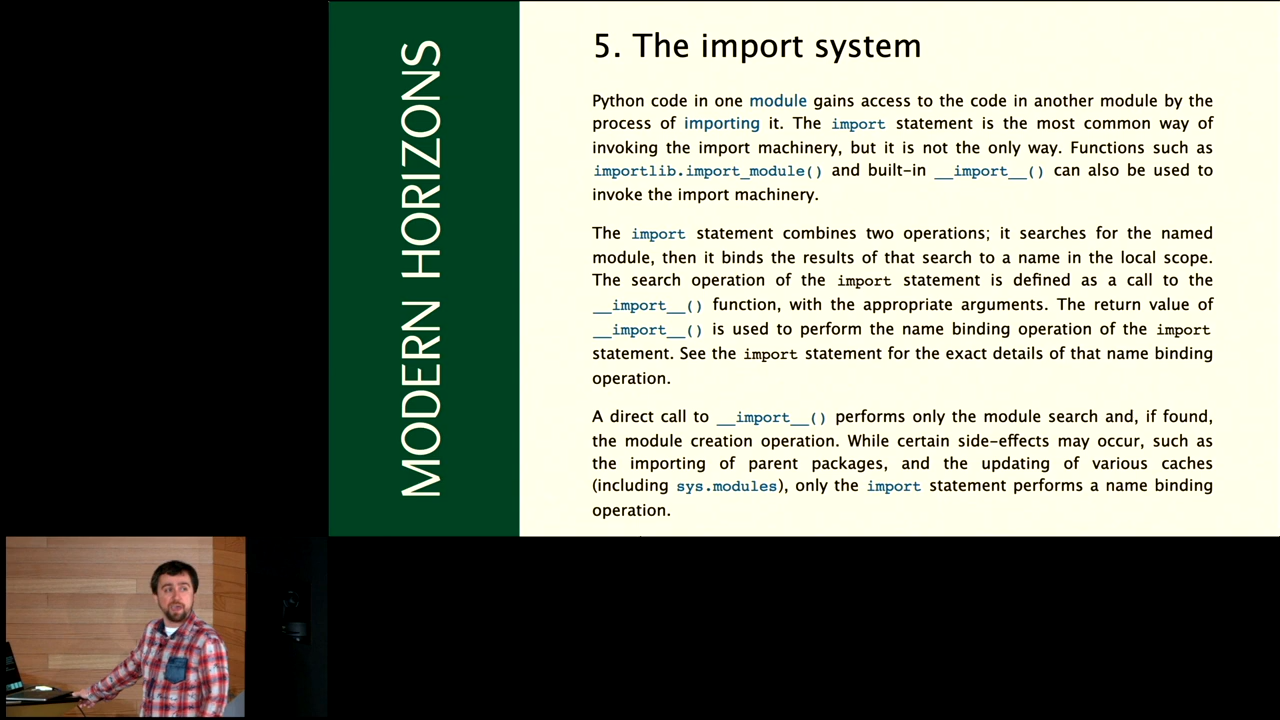 MODERN HORIZONS
5. The import system
Python code in one module gains access to the code in another module by the
process of importing it. The import statement is the most common way of
invoking the import machinery, but it is not the only way. Functions such as
importlib.import_module() and built-in __import__() can also be used to
invoke the import machinery.
The import statement combines two operations; it searches for the named
module, then it binds the results of that search to a name in the local scope.
The search operation of the import statement is defined as a call to the
__import__() function, with the appropriate arguments. The return value of
__import__() is used to perform the name binding operation of the import
statement. See the import statement for the exact details of that name binding
operation.
A direct call to __import__() performs only the module search and, if found,
the module creation operation. While certain side-effects may occur, such as
the importing of parent packages, and the updating of various caches
(including sys.modules), only the import statement performs a name binding
operation.